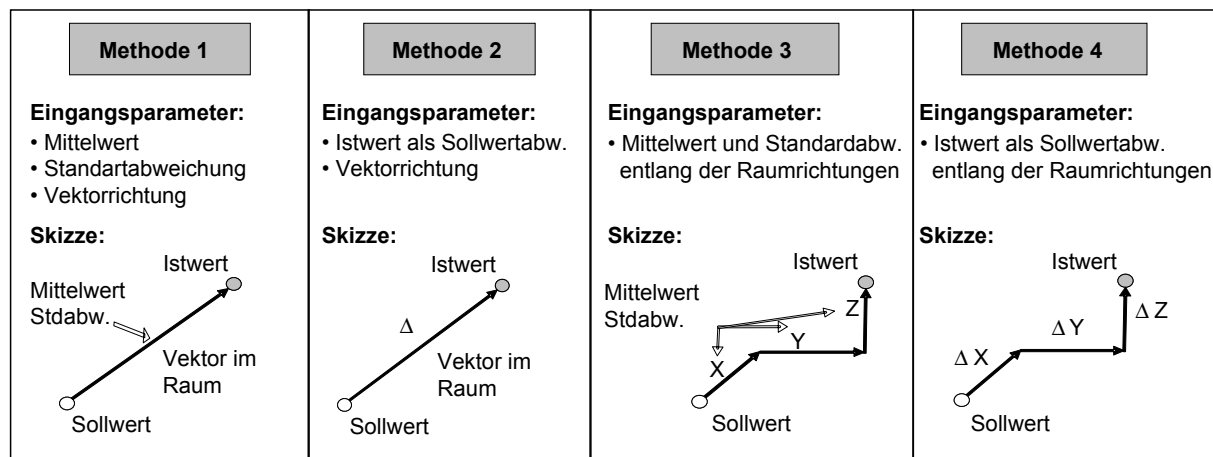 Methode 1
Eingangsparameter:
• Mittelwert
• Standartabweichung
• Vektorrichtung
Skizze:
Istwert
Mittelwert
Stdabw.
Vektor im
Raum
Sollwert
Methode 2
Eingangsparameter:
• Istwert als Sollwertabw.
• Vektorrichtung
Skizze:
Istwert
Δ
Vektor im
Raum
Sollwert
Methode 3
Eingangsparameter:
• Mittelwert und Standardabw.
entlang der Raumrichtungen
Skizze:
Istwert
Mittelwert
Stdabw.
Z
Y
X
Sollwert
Methode 4
Eingangsparameter:
• Istwert als Sollwertabw.
entlang der Raumrichtungen
Skizze:
Istwert
Δ Z
Δ Y
Δ X
Sollwert